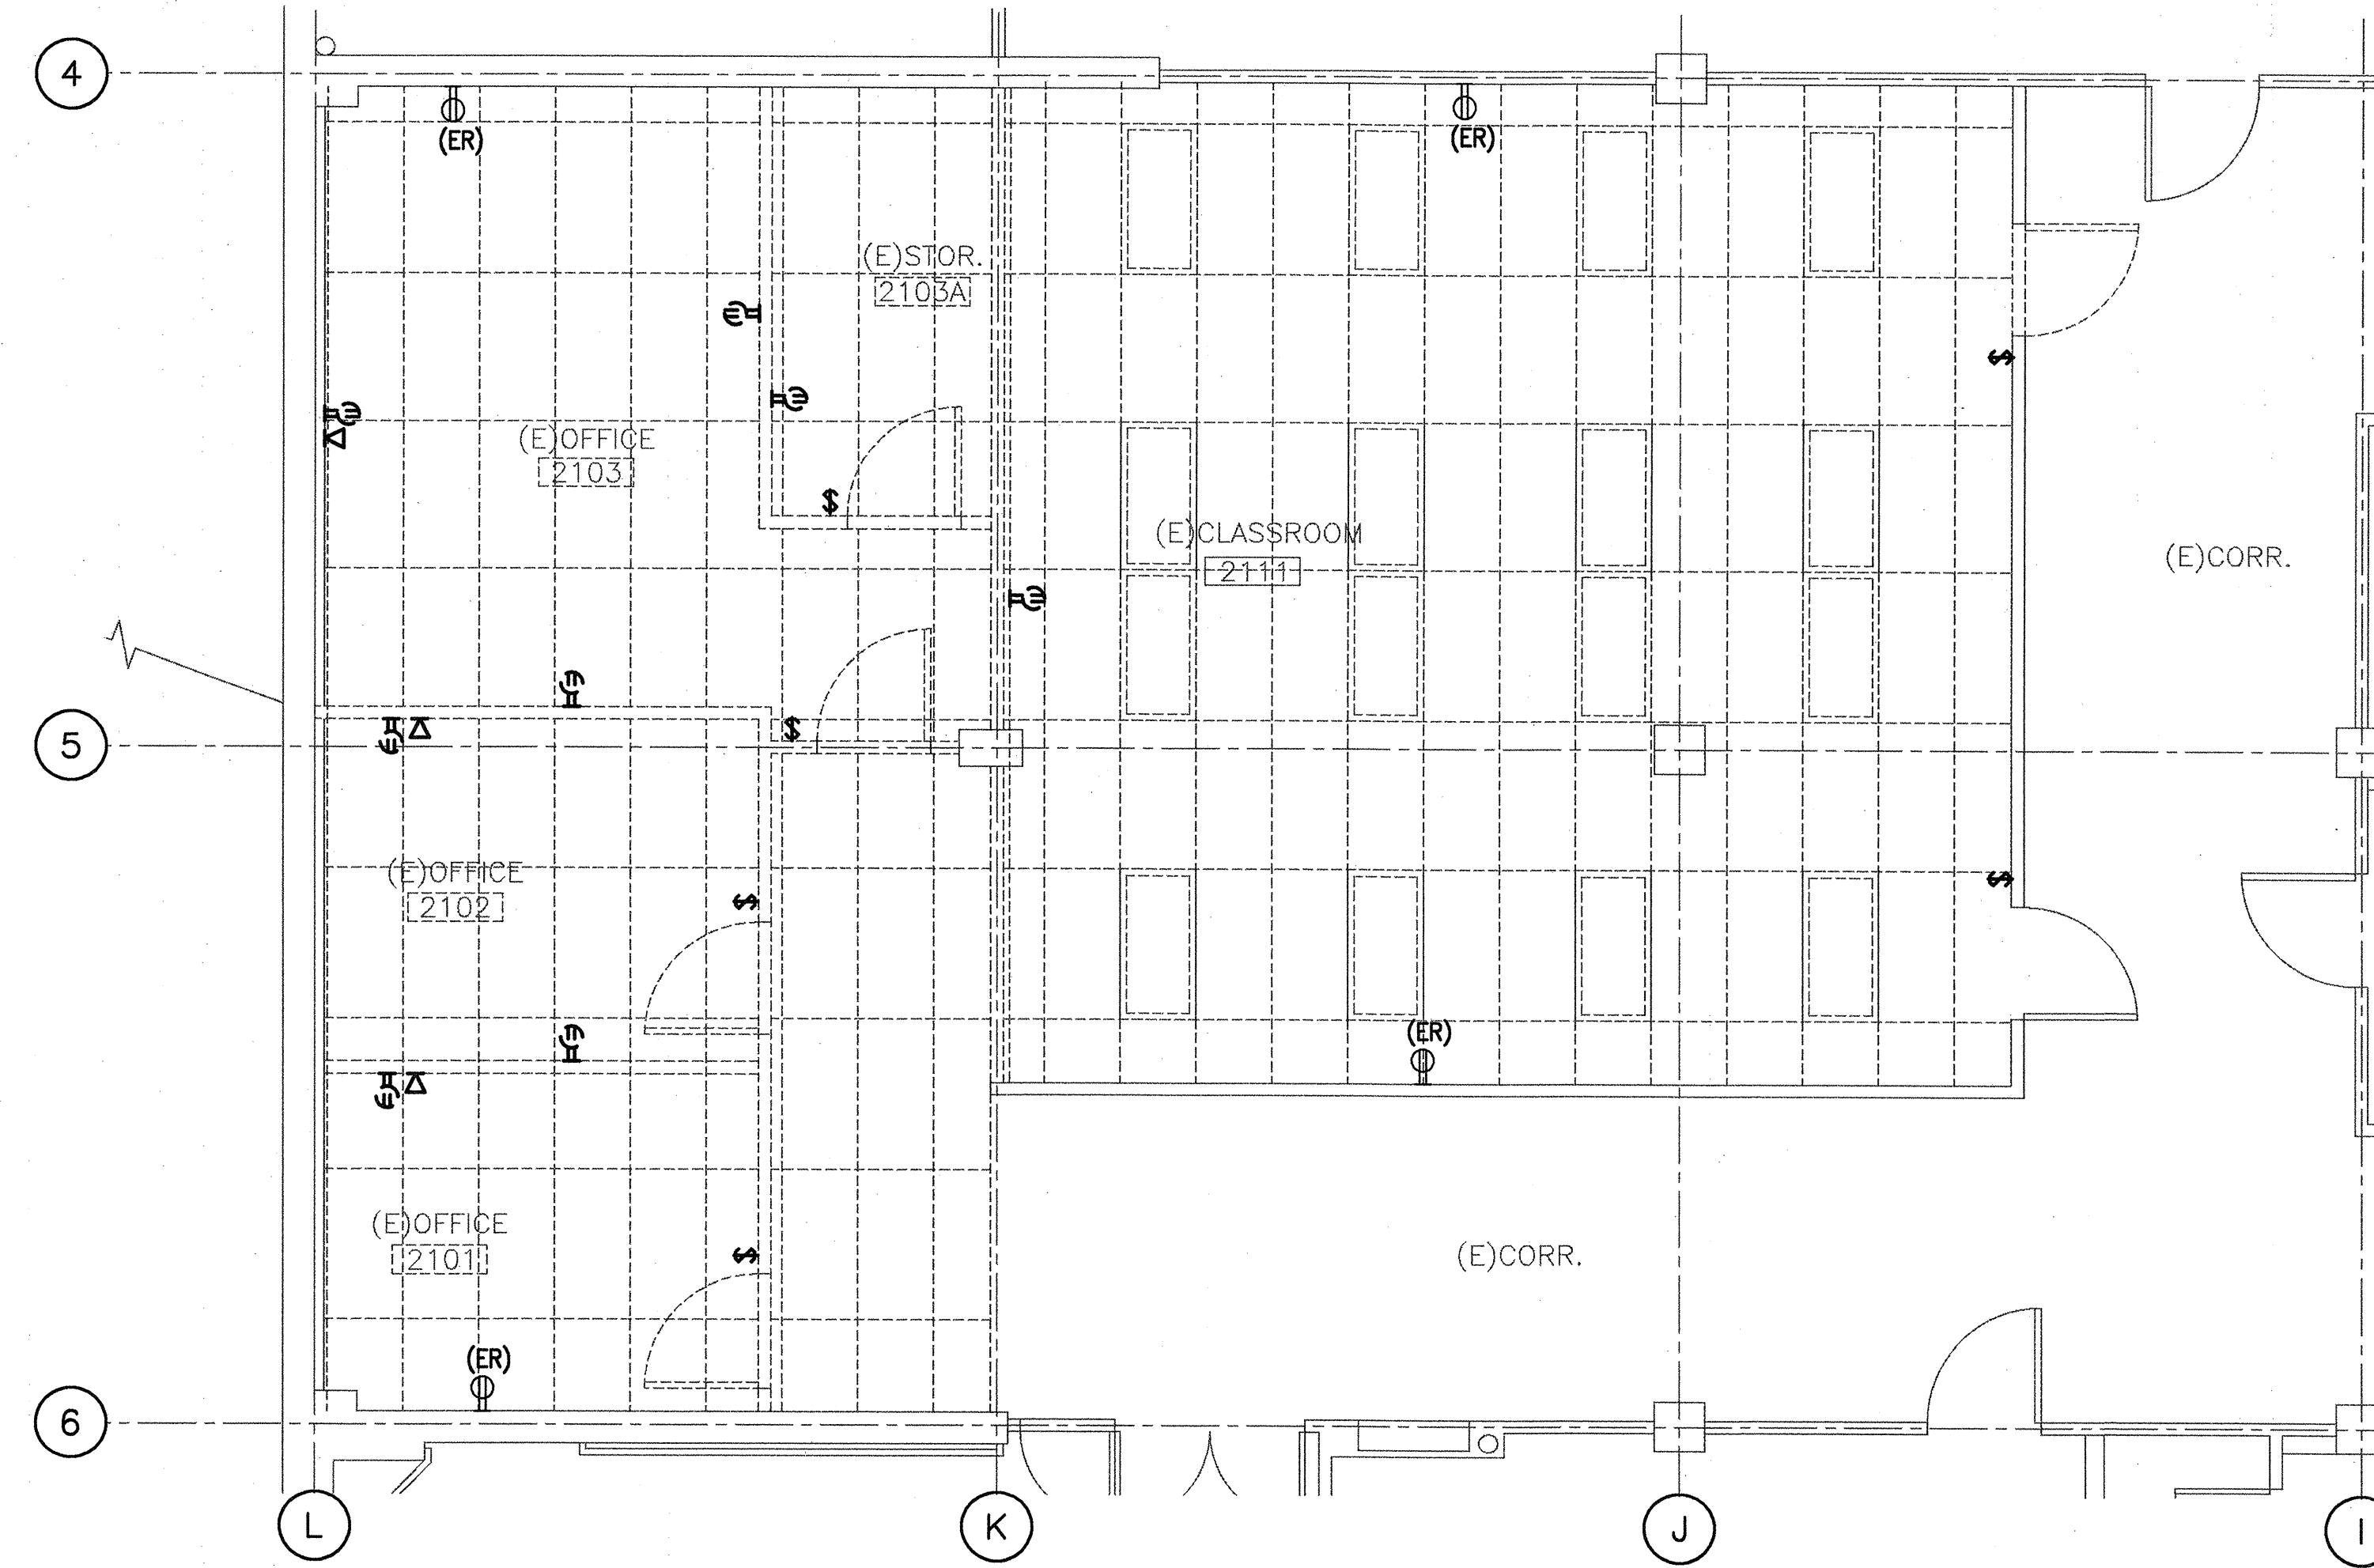 4
(ER)
(ER)
(E)STOR.
2103A
(E)OFFICE
2103
$
$
(E)CLASSROOM
2111
(E)CORR.
5
$
(E)OFFICE
2102
$
$
(ER)
(E)OFFICE
2101
$
(E)CORR.
(ER)
6
L
K
J
I